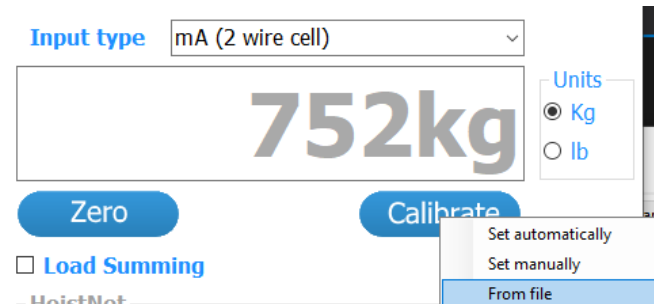 Input type mA (2 wire cell)
752kg
Units
Kg
lb
Zero
Calibrate
Set automatically
Load Summing
Set manually
From file
HoistNet